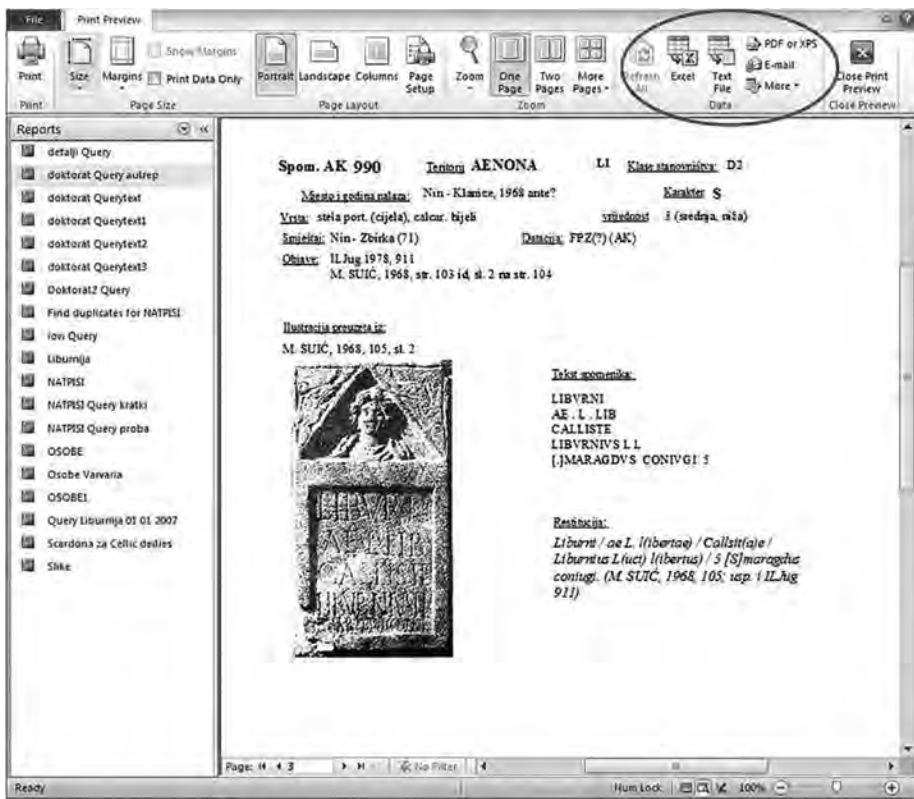 File Print Preview
Print Size Margins Show Margins Print Data Only Portrait Landscape Columns Page Setup Zoom One Page Two Pages More Pages Refresh All Excel Text File PDF or XPS E-mail More Close Print Preview
Print Page Size Page Layout Zoom Data Close Preview
Reports
detalji Query
doktorat Query autrep
doktorat Querytext
doktorat Querytext1
doktorat Querytext2
doktorat Querytext3
Doktorat2 Query
Find duplicates for NATPISI
iovi Query
Liburnija
NATPISI
NATPISI Query kratki
NATPISI Query proba
OSOBE
Osobe Varvaria
OSOBE1
Query Liburnija 01 01 2007
Scardona za Cellic dedies
Slike
Spom. AK 990 Teritorij AENONA LI Klase stanovništva: D2
Mjesto i godina nalaza: Nin - Klanice, 1968 ante? Karakter S
Vrsta: stela port. (cijela), calcar. bijeli vrijednost 3 (srednja, niža)
Smještaj: Nin - Zbirka (71) Datacija: FPZ(?) (AK)
Objave: ILJug 1978, 911
M. SUIĆ, 1968, str. 103 id, sl. 2 na str. 104
Ilustracija preuzeta iz:
M. SUIĆ, 1968, 105, sl. 2
LIBVRN
AE L LIB
CALLISTE
Tekst spomenika:
LIBVRNI
AE . L . LIB
CALLISTE
LIBVRNIVS L L
[.]MARAGDVS CONIVGI 5
Restitucija:
Liburni / ae L. l(ibertae) / Callsit(a)e /
Liburnius L(uci) l(ibertus) / 5 [S]maragdus
coniugi. (M. SUIĆ, 1968, 105; usp. i ILJug
911)
Page: 3 No Filter
Ready Num Lock 100%